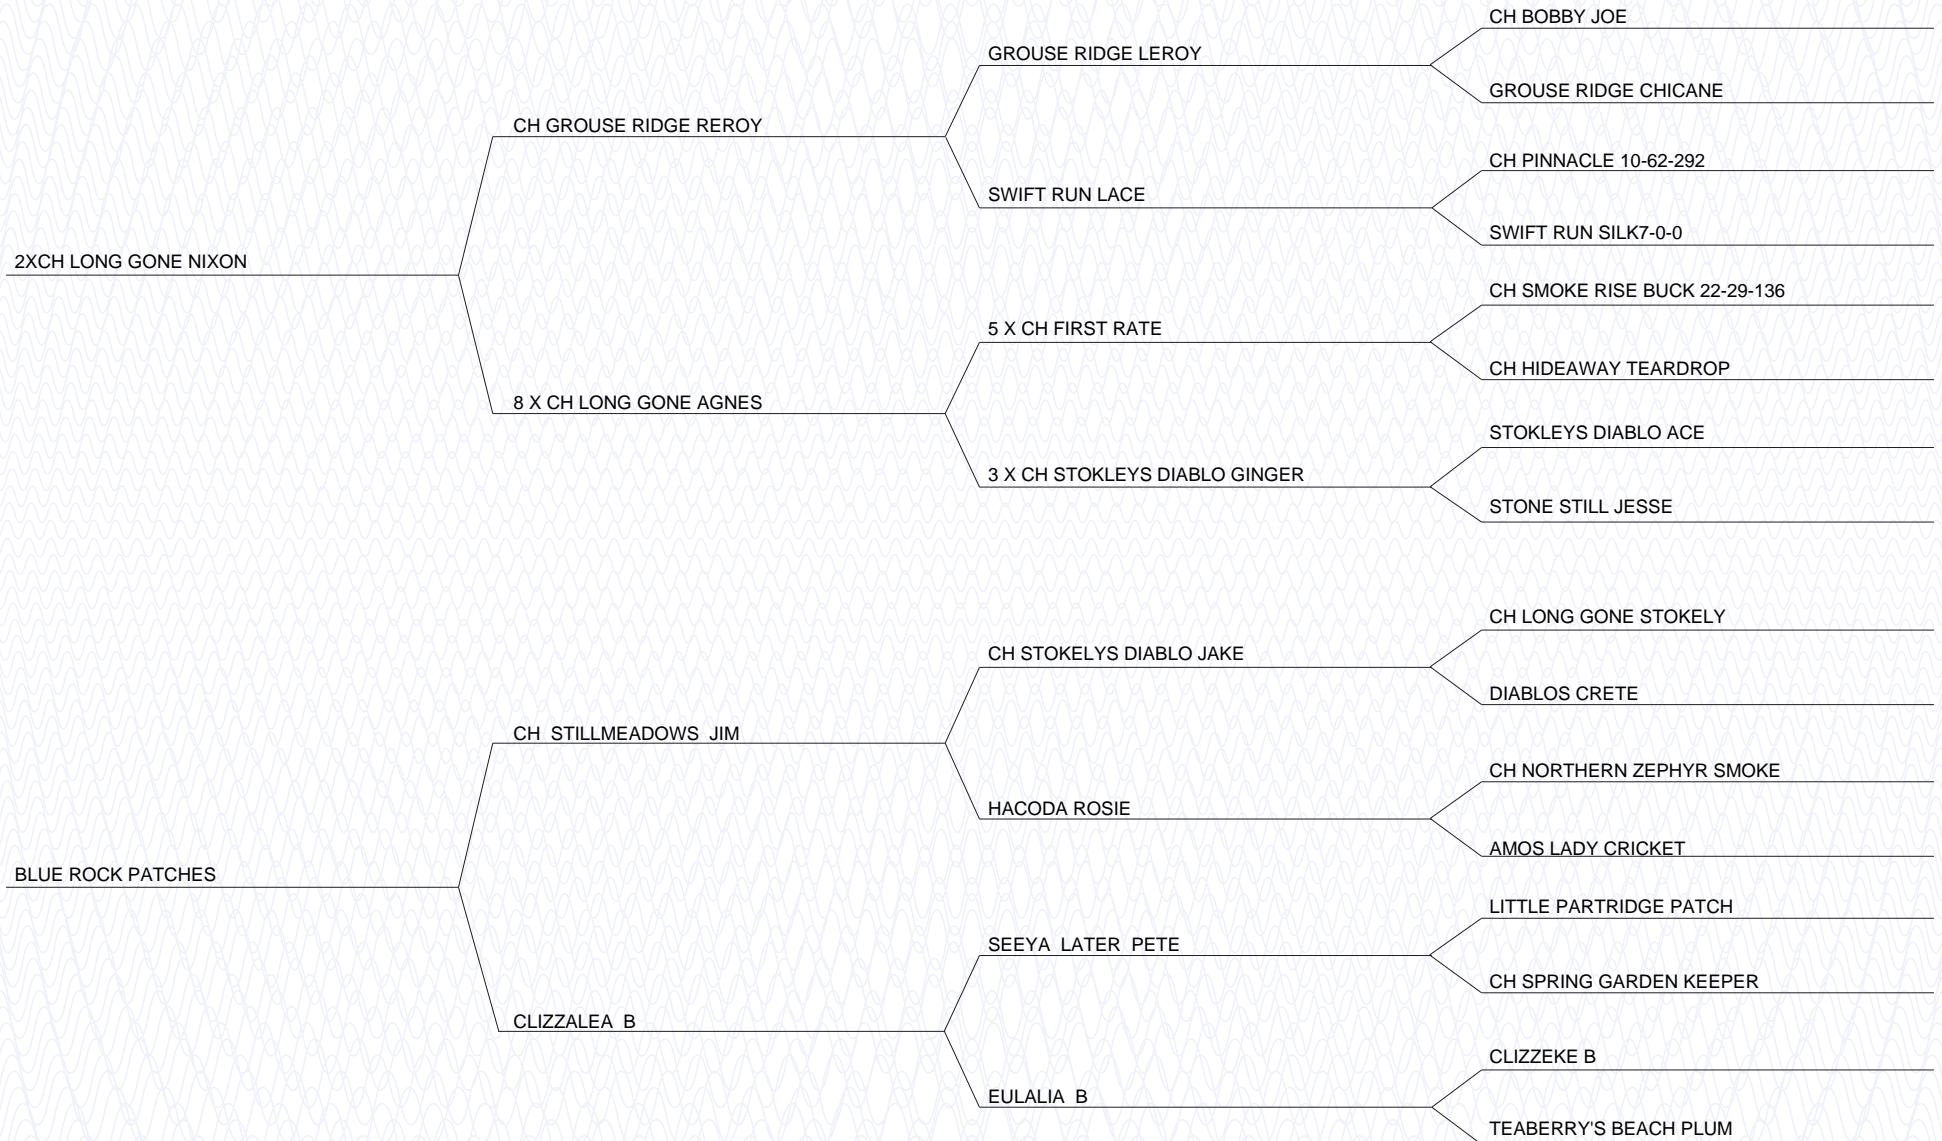 CH BOBBY JOE
GROUSE RIDGE LEROY
GROUSE RIDGE CHICANE
CH GROUSE RIDGE REROY
CH PINNACLE 10-62-292
SWIFT RUN LACE
SWIFT RUN SILK7-0-0
2XCH LONG GONE NIXON
CH SMOKE RISE BUCK 22-29-136
5 X CH FIRST RATE
CH HIDEAWAY TEARDROP
8 X CH LONG GONE AGNES
STOKLEYS DIABLO ACE
3 X CH STOKLEYS DIABLO GINGER
STONE STILL JESSE
CH LONG GONE STOKELY
CH STOKELYS DIABLO JAKE
DIABLOS CRETE
CH  STILLMEADOWS  JIM
CH NORTHERN ZEPHYR SMOKE
HACODA ROSIE
AMOS LADY CRICKET
BLUE ROCK PATCHES
LITTLE PARTRIDGE PATCH
SEEYA  LATER  PETE
CH SPRING GARDEN KEEPER
CLIZZALEA  B
CLIZZEKE B
EULALIA  B
TEABERRY'S BEACH PLUM